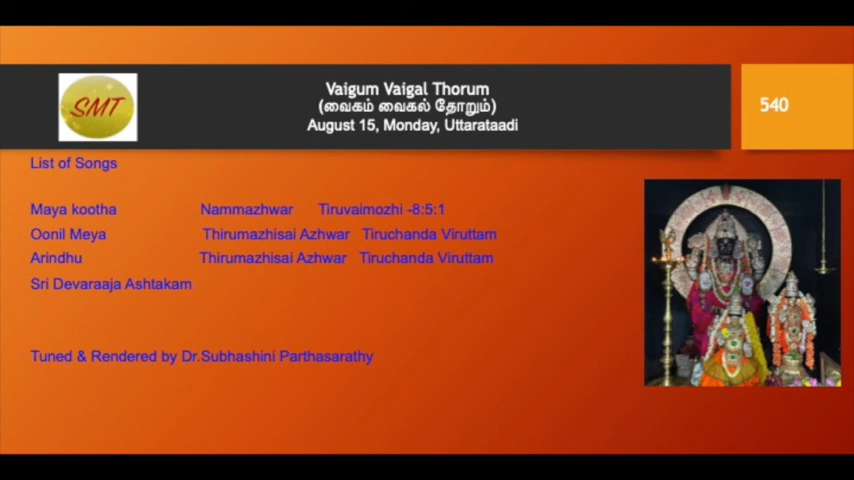 SMT
Vaigum Vaigal Thorum
(வைகம் வைகல் தோறும்)
August 15, Monday, Uttarataadi
540
List of Songs
Maya kootha Nammazhwar Tiruvaimozhi -8:5:1
Oonil Meya Thirumazhisai Azhwar Tiruchanda Viruttam
Arindhu Thirumazhisai Azhwar Tiruchanda Viruttam
Sri Devaraaja Ashtakam
Tuned & Rendered by Dr.Subhashini Parthasarathy